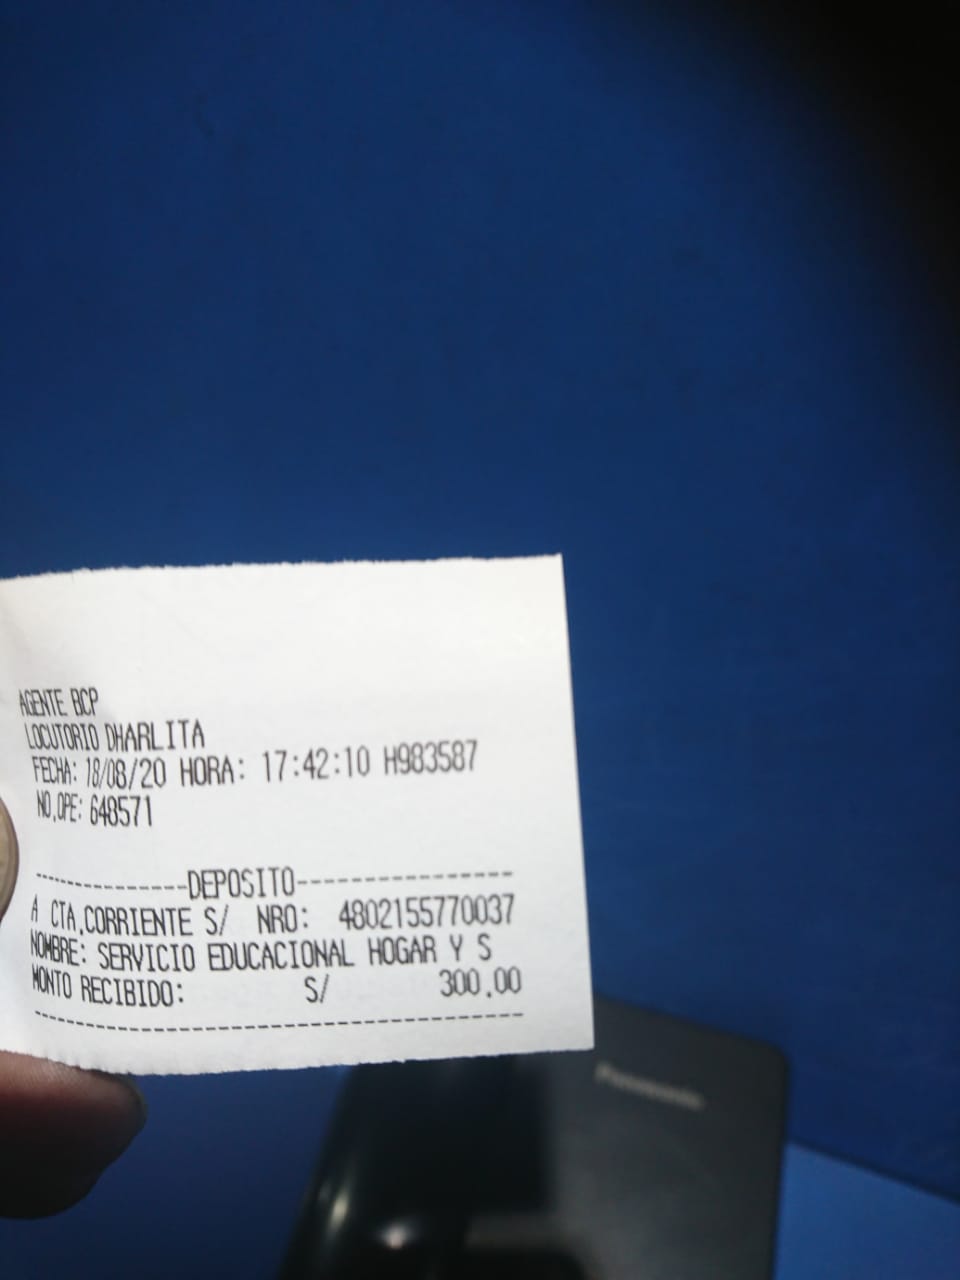 AGENTE BCP
LOCUTORIO DHARLITA
FECHA: 18/08/20 HORA: 17:42:10 H983587
NO.OPE: 648571
---------------DEPOSITO----------------
A CTA.CORRIENTE S/ NRO: 4802155770037
NOMBRE: SERVICIO EDUCACIONAL HOGAR Y S
MONTO RECIBIDO: S/ 300.00
---------------------------------------
Panasonic